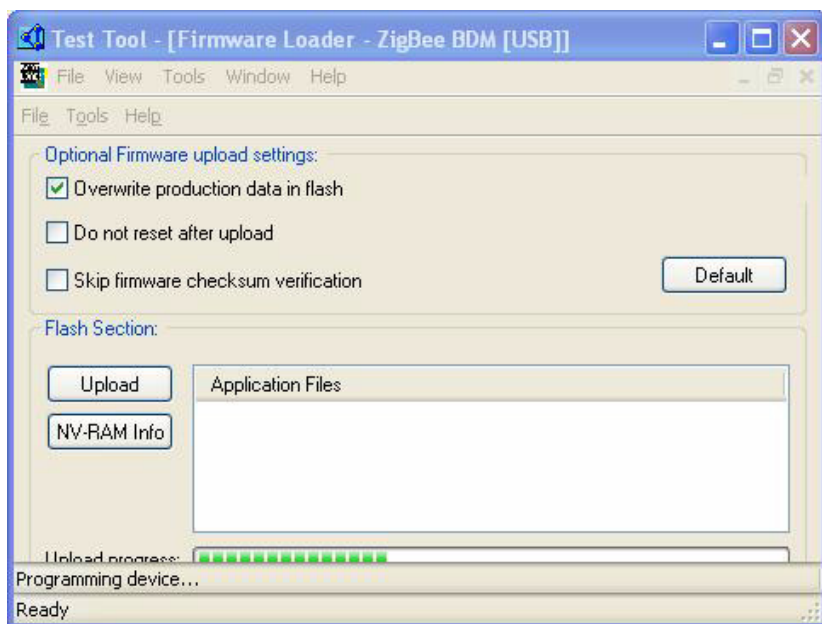 Test Tool - [Firmware Loader - ZigBee BDM [USB]]
File View Tools Window Help
File Tools Help
Optional Firmware upload settings:
Overwrite production data in flash
Do not reset after upload
Skip firmware checksum verification
Default
Flash Section:
Upload
Application Files
NV-RAM Info
Upload progress:
Programming device...
Ready